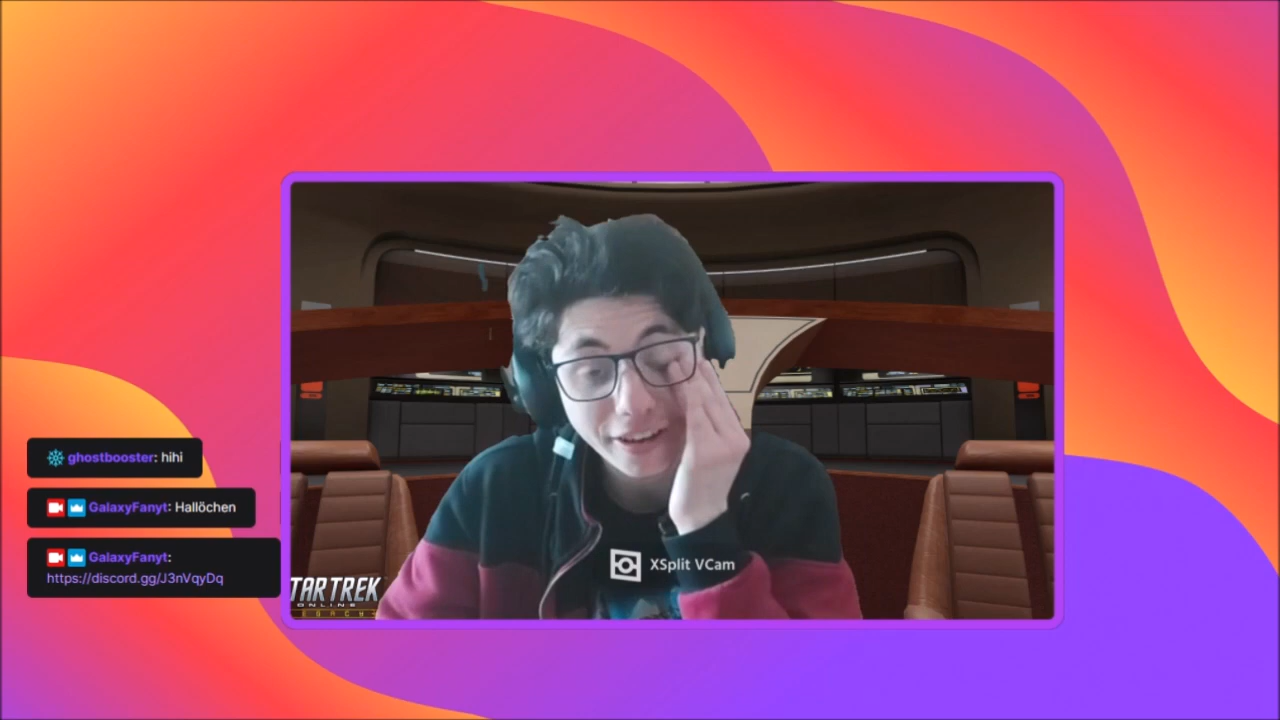 ghostbooster: hihi
GalaxyFanyt: Hallöchen
GalaxyFanyt:
https://discord.gg/J3nVqyDq
XSplit VCam
TAR TREK
ONLINE